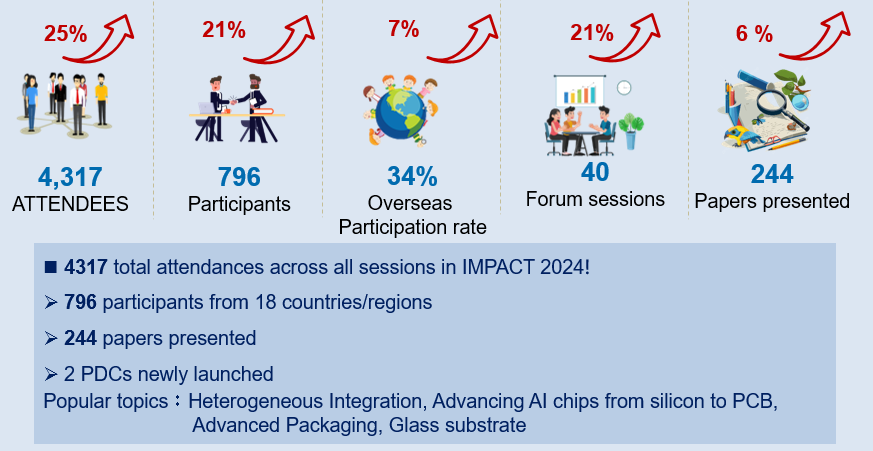 25%
21%
7%
21%
6 %
4,317
ATTENDEES
796
Participants
34%
Overseas
Participation rate
40
Forum sessions
244
Papers presented
■ 4317 total attendances across all sessions in IMPACT 2024!
➢ 796 participants from 18 countries/regions
➢ 244 papers presented
➢ 2 PDCs newly launched
Popular topics：Heterogeneous Integration, Advancing AI chips from silicon to PCB,
Advanced Packaging, Glass substrate